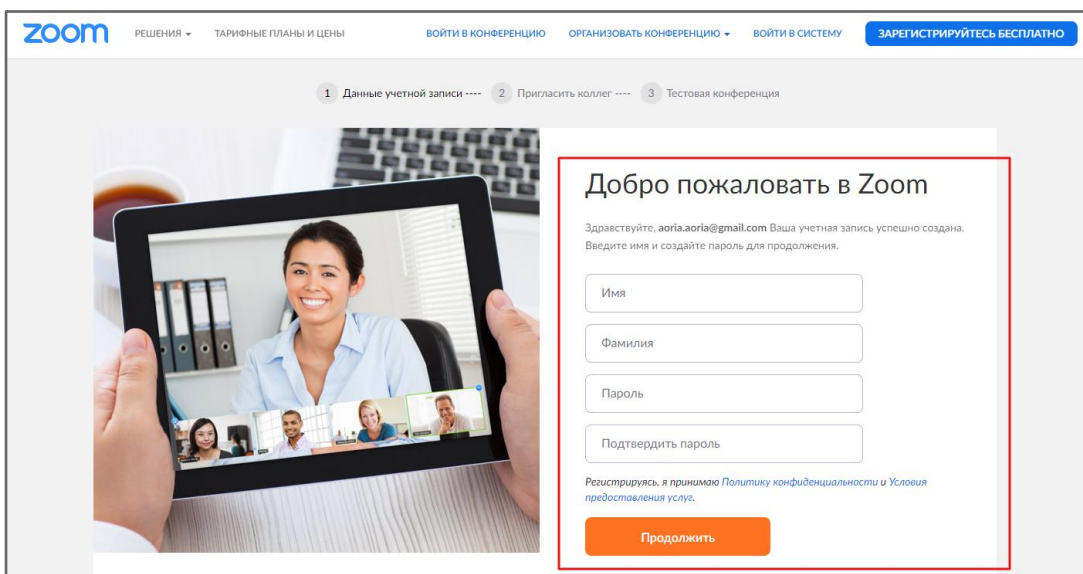 zoom РЕШЕНИЯ ТАРИФНЫЕ ПЛАНЫ И ЦЕНЫ ВОЙТИ В КОНФЕРЕНЦИЮ ОРГАНИЗОВАТЬ КОНФЕРЕНЦИЮ ВОЙТИ В СИСТЕМУ ЗАРЕГИСТРИРУЙТЕСЬ БЕСПЛАТНО
1 Данные учетной записи ---- 2 Пригласить коллег ---- 3 Тестовая конференция
Добро пожаловать в Zoom
Здравствуйте, aoria.aoria@gmail.com Ваша учетная запись успешно создана.
Введите имя и создайте пароль для продолжения.
Имя
Фамилия
Пароль
Подтвердить пароль
Регистрируясь, я принимаю Политику конфиденциальности и Условия
предоставления услуг.
Продолжить